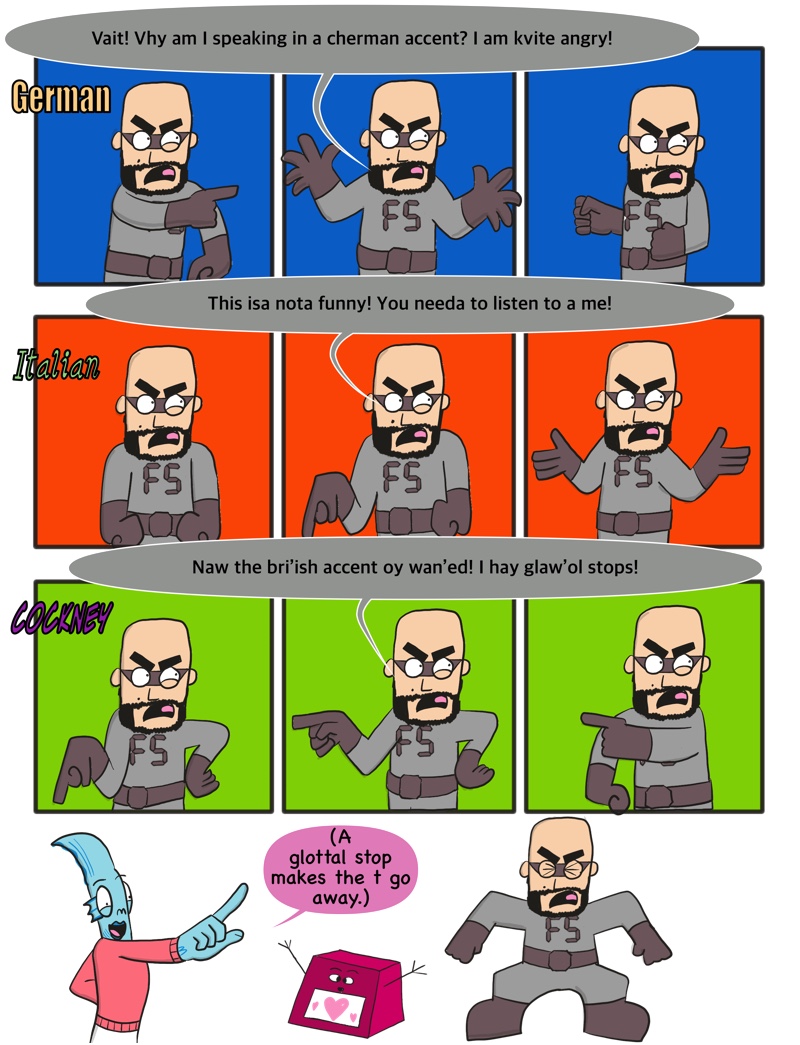 Vait! Vhy am I speaking in a cherman accent? I am kvite angry!
German
FS
FS
This isa nota funny! You needa to listen to a me!
Italian
FS
FS
FS
Naw the bri'ish accent oy wan'ed! I hay glaw'ol stops!
COCKNEY
FS
FS
(A
glottal stop
makes the t go
away.)
FS